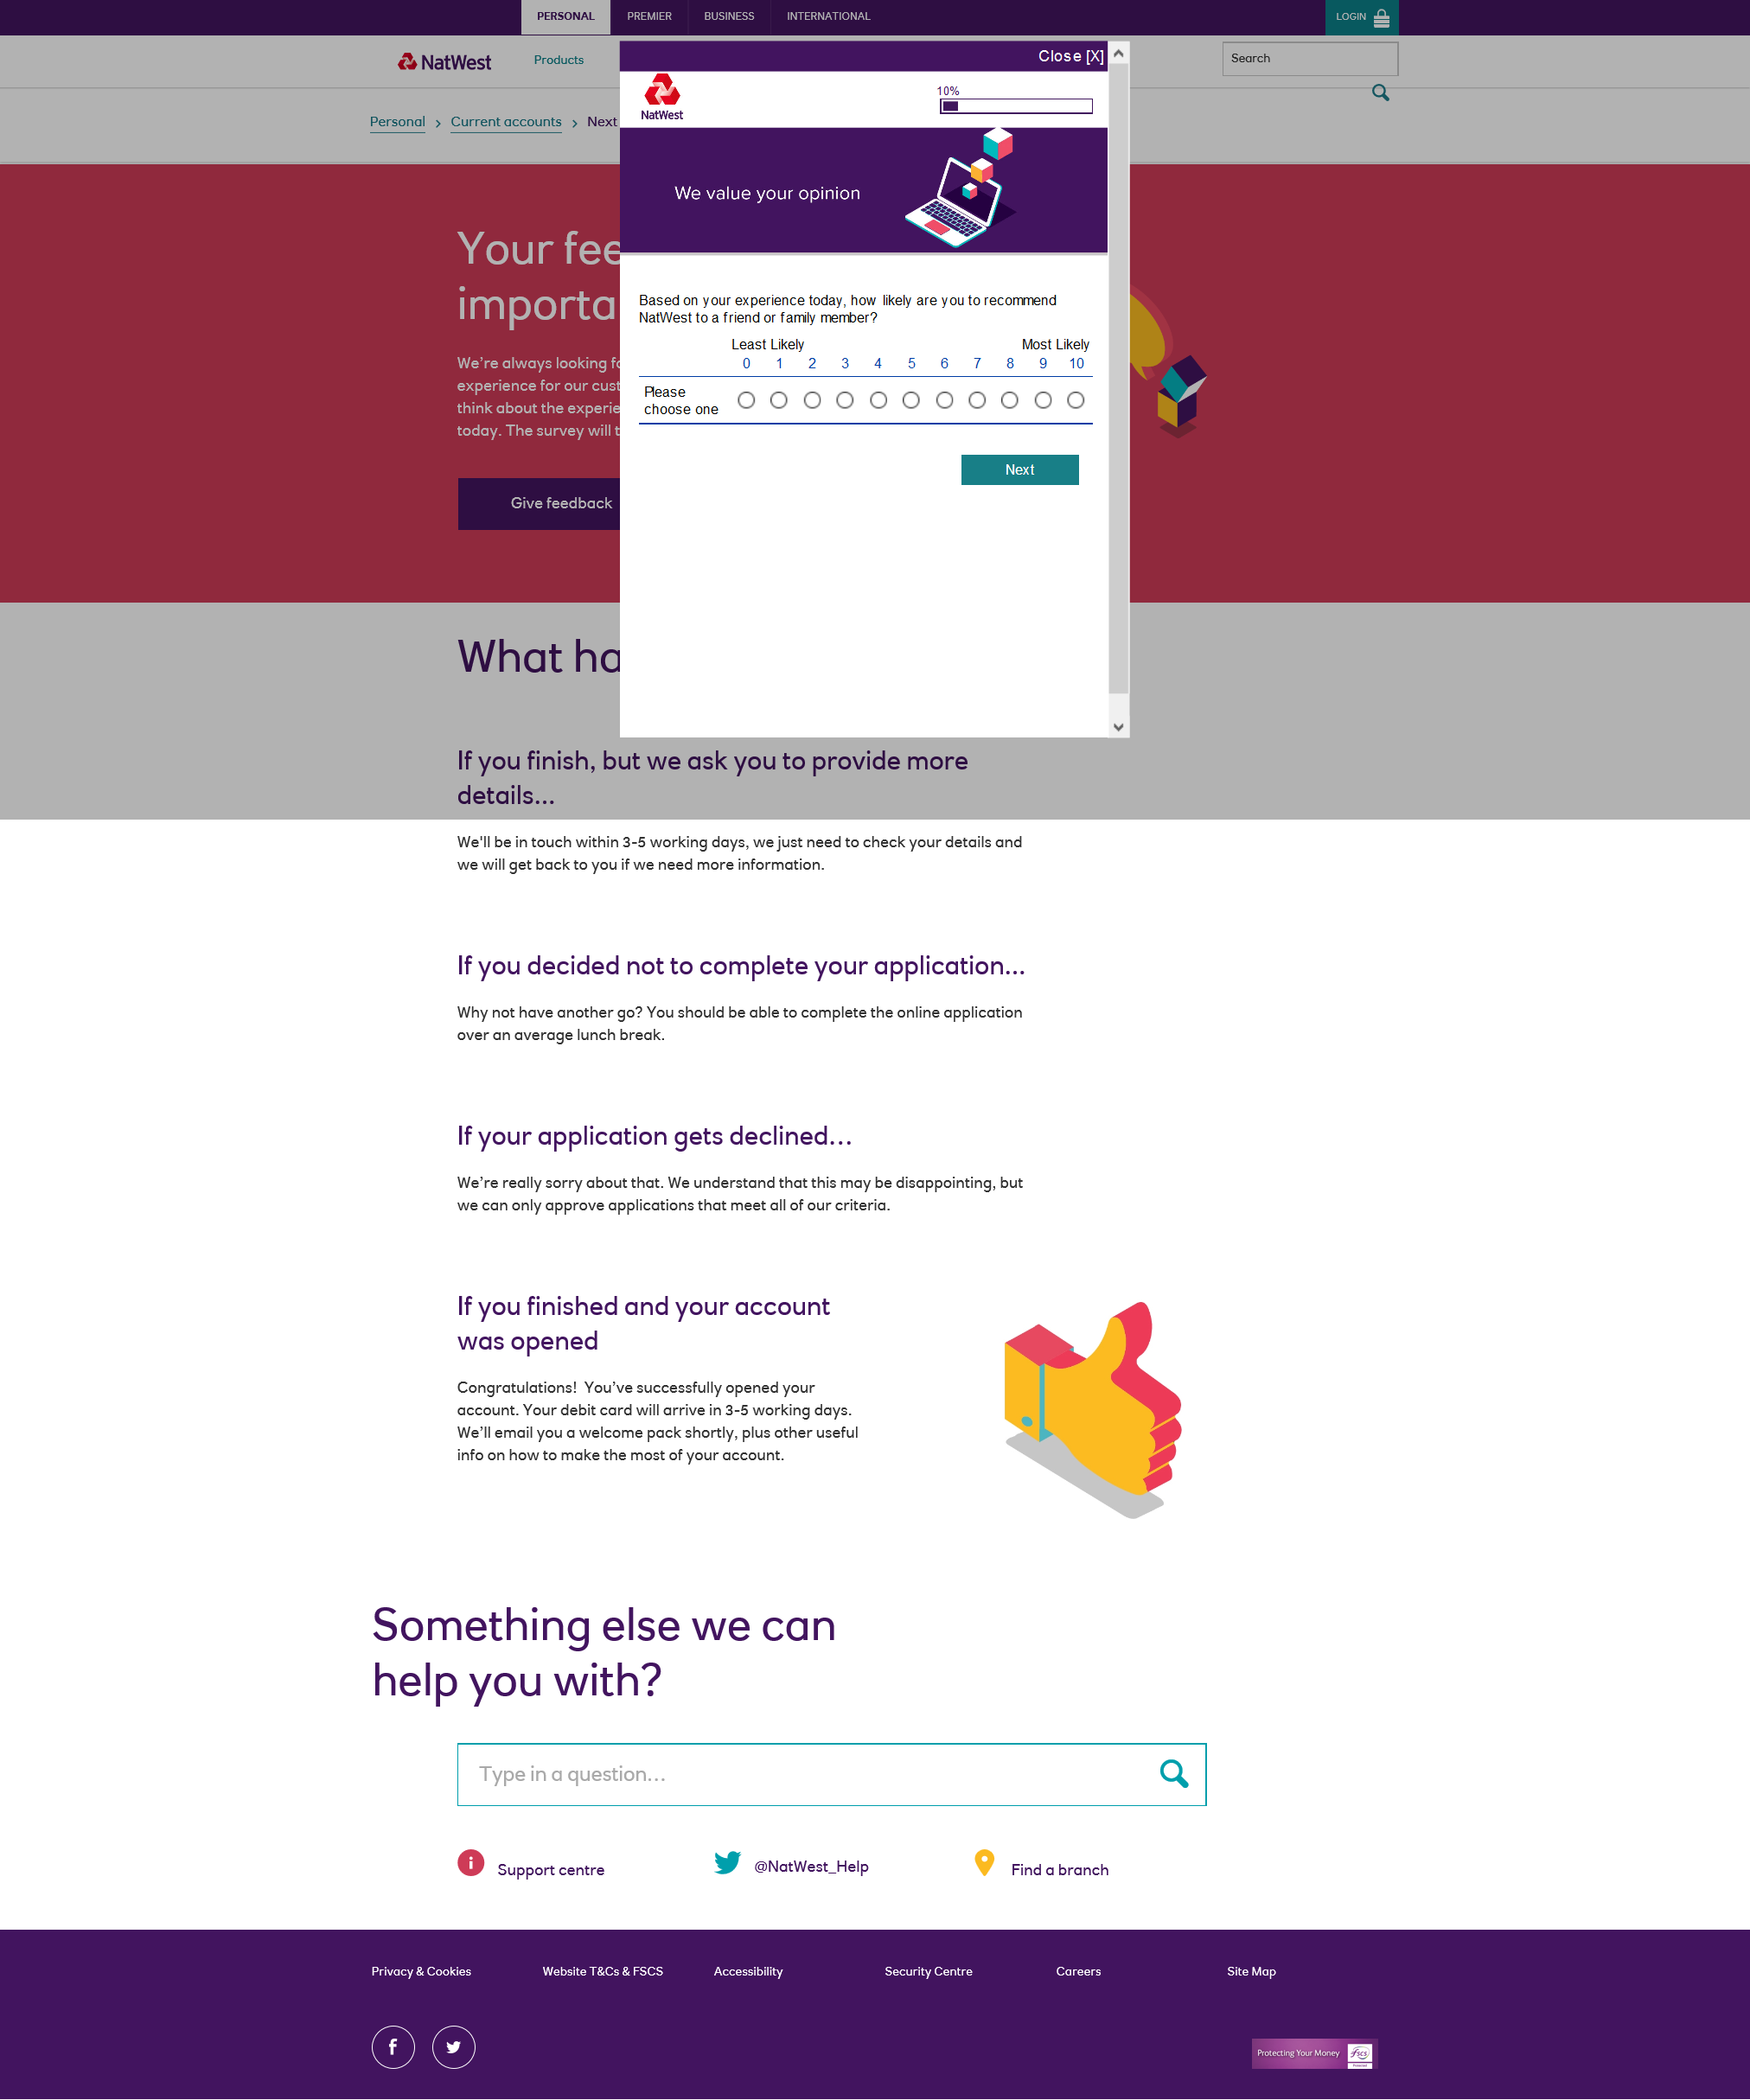 PERSONAL
PREMIER
BUSINESS
INTERNATIONAL
LOGIN
NatWest
Products
Search
Personal
Current accounts
Next
Close [X]
NatWest
10%
We value your opinion
Based on your experience today, how likely are you to recommend
NatWest to a friend or family member?
Least Likely
Most Likely
0 1 2 3 4 5 6 7 8 9 10
Please
choose one
Next
Your fee
importa
We're always looking
experience for our cust
think about the experie
today. The survey will
Give feedback
What ha
If you finish, but we ask you to provide more
details...
We'll be in touch within 3-5 working days, we just need to check your details and
we will get back to you if we need more information.
If you decided not to complete your application...
Why not have another go? You should be able to complete the online application
over an average lunch break.
If your application gets declined...
We're really sorry about that. We understand that this may be disappointing, but
we can only approve applications that meet all of our criteria.
If you finished and your account
was opened
Congratulations! You've successfully opened your
account. Your debit card will arrive in 3-5 working days.
We'll email you a welcome pack shortly, plus other useful
info on how to make the most of your account.
Something else we can
help you with?
Type in a question...
Support centre
@NatWest_Help
Find a branch
Privacy & Cookies
Website T&Cs & FSCS
Accessibility
Security Centre
Careers
Site Map
Protecting Your Money
fscs
Protected